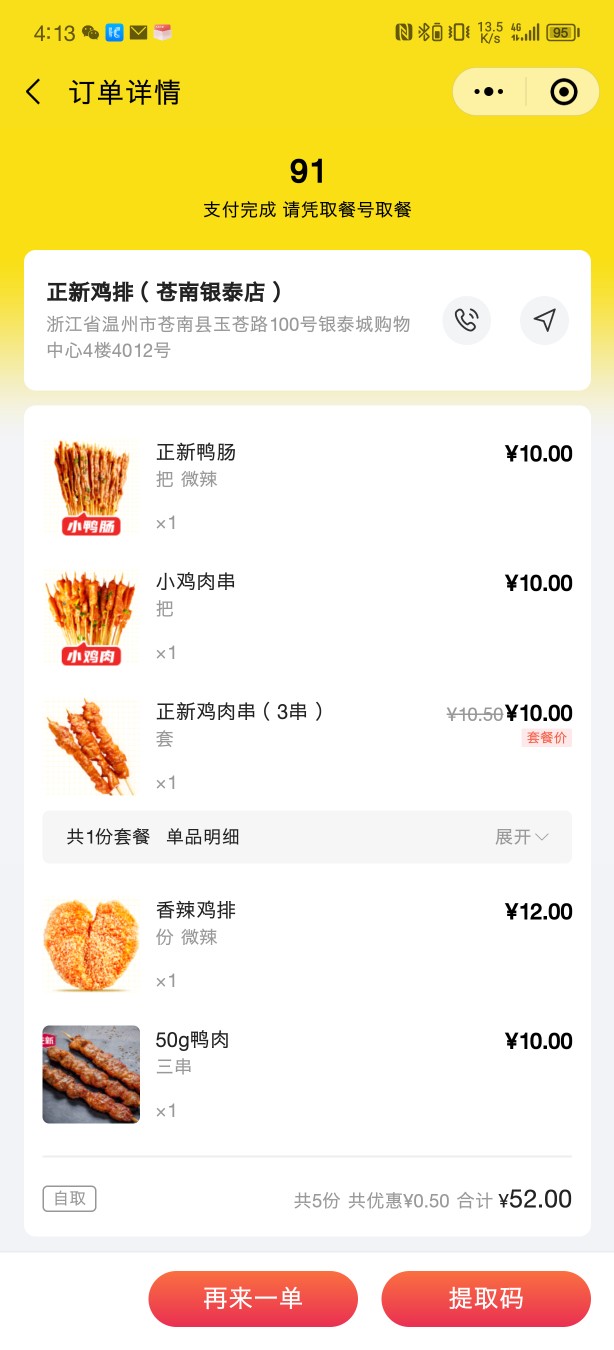 4:13
13.5 K/s
4G
95
订单详情
91
支付完成 请凭取餐号取餐
正新鸡排（苍南银泰店）
浙江省温州市苍南县玉苍路100号银泰城购物
中心4楼4012号
正新鸭肠 ¥10.00
把 微辣
×1
小鸭肠
小鸡肉串 ¥10.00
把
×1
小鸡肉
正新鸡肉串（3串） ¥10.50 ¥10.00
套 套餐价
×1
共1份套餐 单品明细 展开
香辣鸡排 ¥12.00
份 微辣
×1
50g鸭肉 ¥10.00
三串
×1
自取 共5份 共优惠¥0.50 合计 ¥52.00
再来一单 提取码